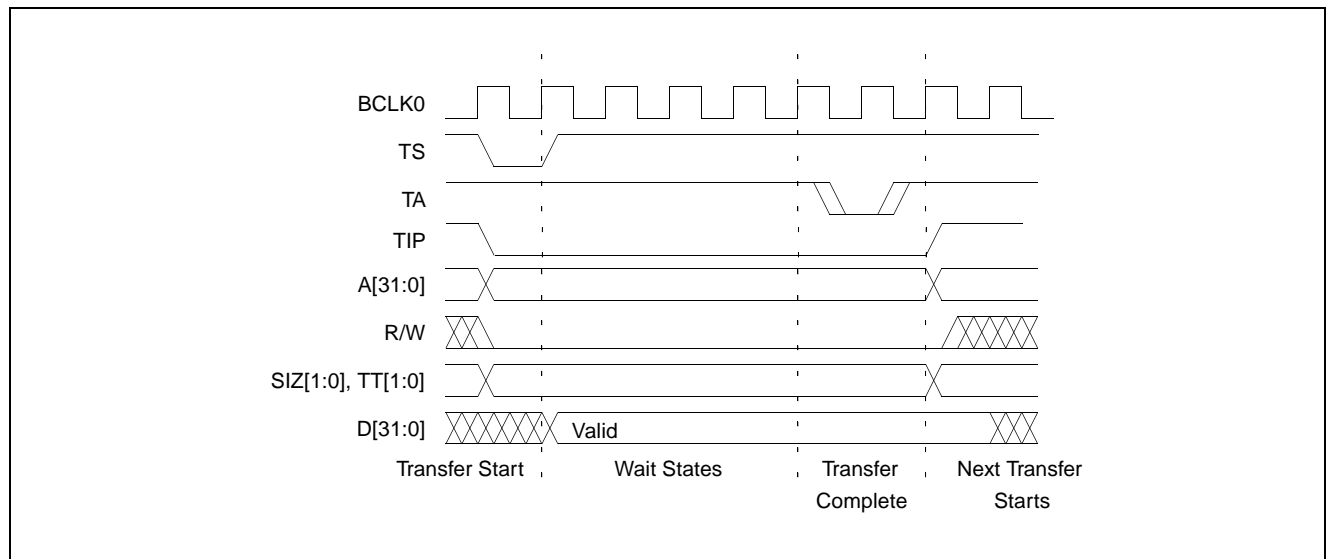 BCLK0
TS
TA
TIP
A[31:0]
R/W
SIZ[1:0], TT[1:0]
D[31:0]
Valid
Transfer Start
Wait States
Transfer
Complete
Next Transfer
Starts